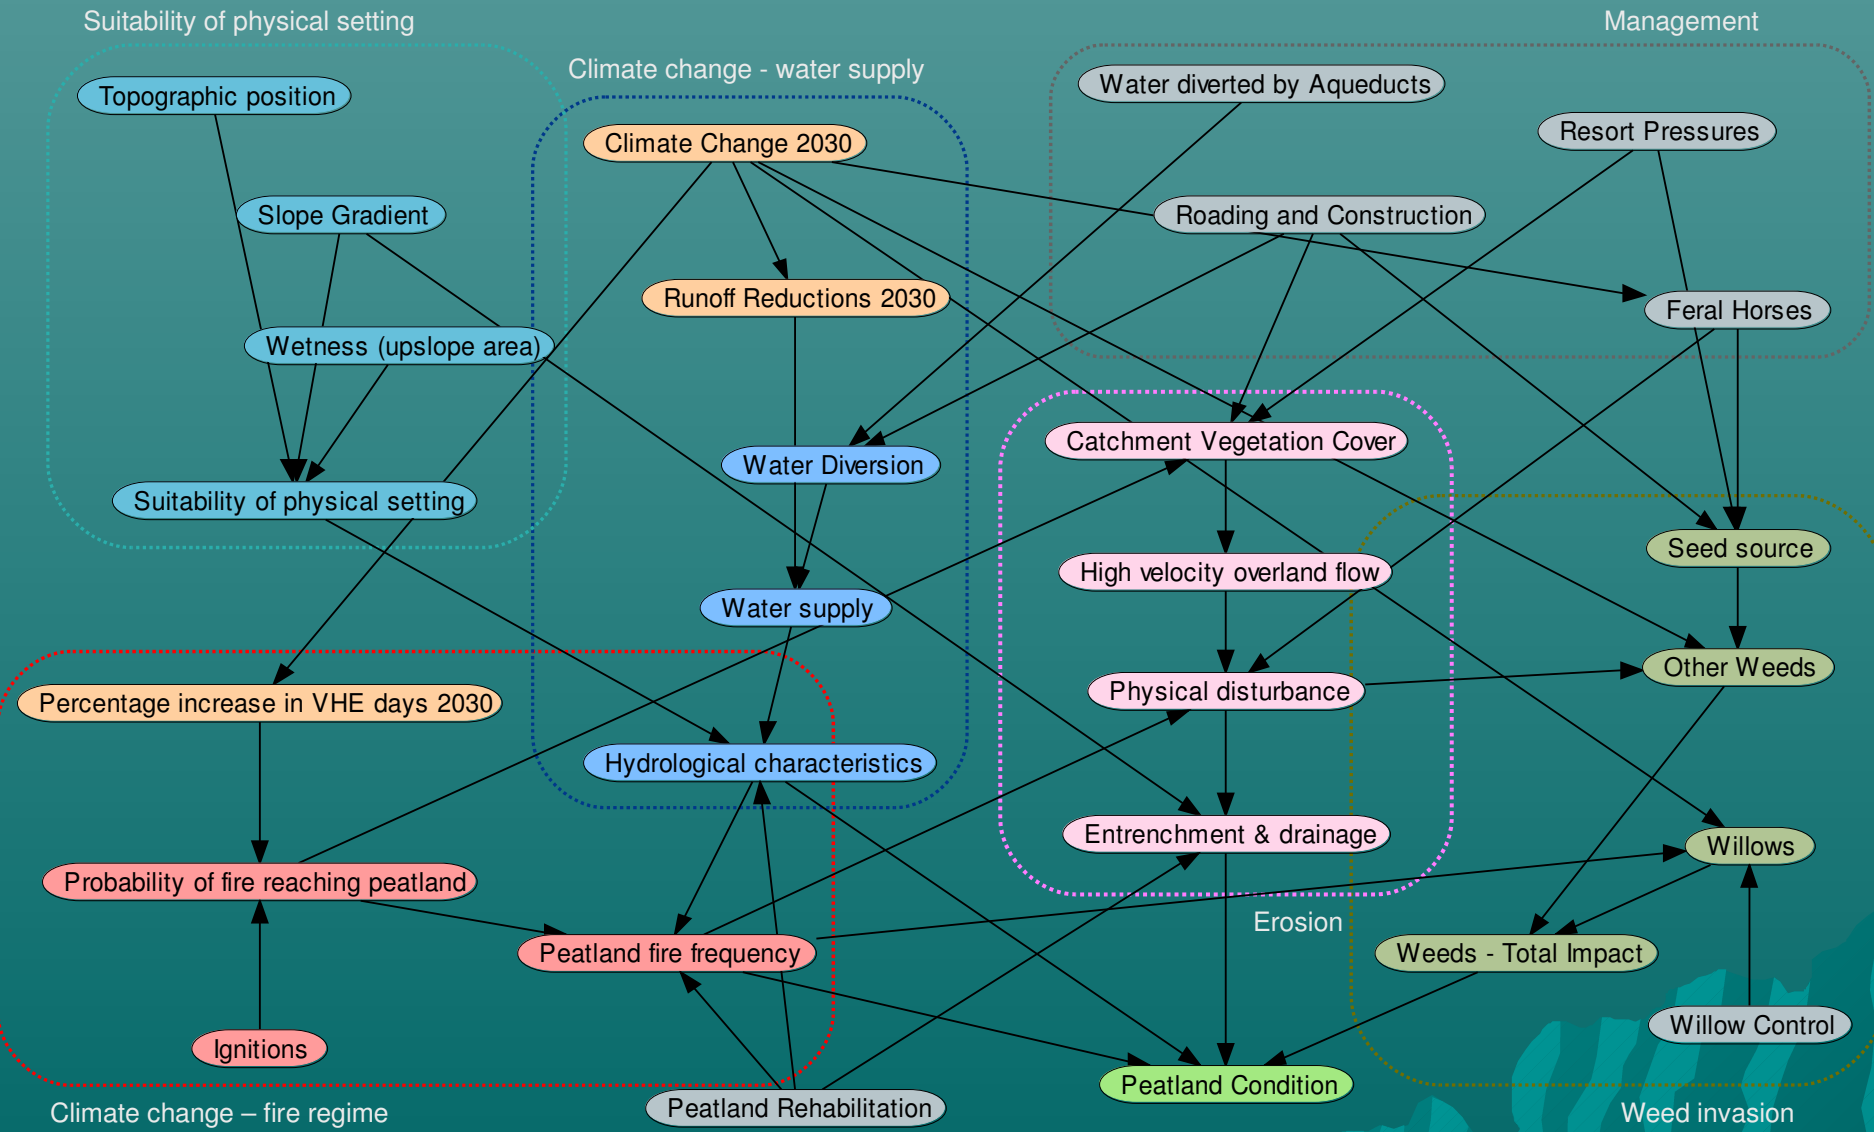 Suitability of physical setting
Management
Climate change - water supply
Water diverted by Aqueducts
Topographic position
Resort Pressures
Climate Change 2030
Slope Gradient
Roading and Construction
Runoff Reductions 2030
Feral Horses
Wetness (upslope area)
Catchment Vegetation Cover
Water Diversion
Suitability of physical setting
Seed source
High velocity overland flow
Water supply
Other Weeds
Physical disturbance
Percentage increase in VHE days 2030
Hydrological characteristics
Entrenchment & drainage
Willows
Probability of fire reaching peatland
Erosion
Peatland fire frequency
Weeds - Total Impact
Willow Control
Ignitions
Peatland Condition
Peatland Rehabilitation
Climate change – fire regime
Weed invasion